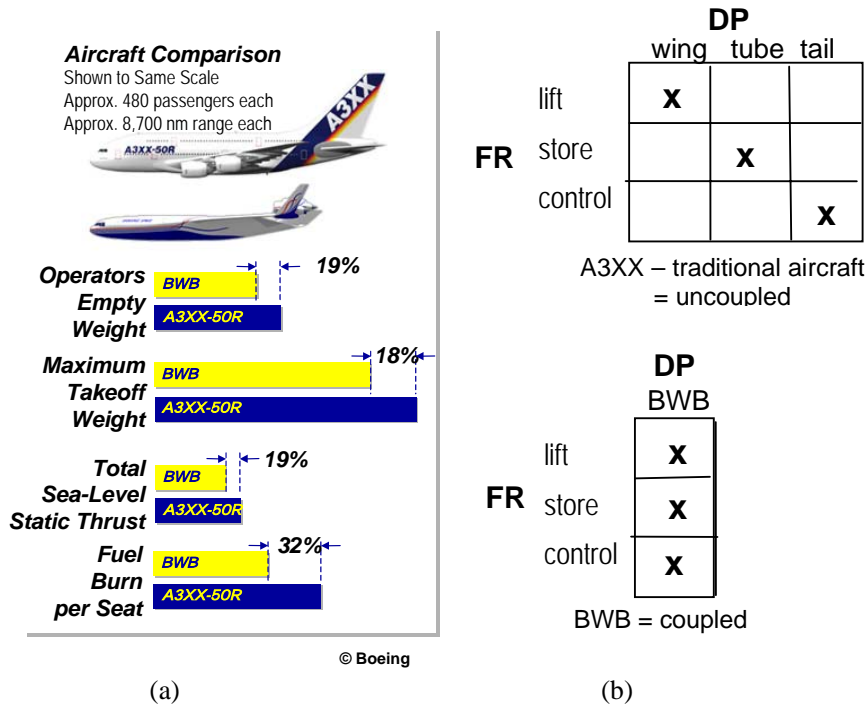 Aircraft Comparison
Shown to Same Scale
Approx. 480 passengers each
Approx. 8,700 nm range each
A3XX
A3XX-50R
Operators
Empty
Weight
BWB
A3XX-50R
19%
Maximum
Takeoff
Weight
BWB
A3XX-50R
18%
Total
Sea-Level
Static Thrust
BWB
A3XX-50R
19%
Fuel
Burn
per Seat
BWB
A3XX-50R
32%
© Boeing
(a)
DP
wing tube tail
FR
lift x
store x
control x
A3XX – traditional aircraft
= uncoupled
DP
BWB
FR
lift x
store x
control x
BWB = coupled
(b)